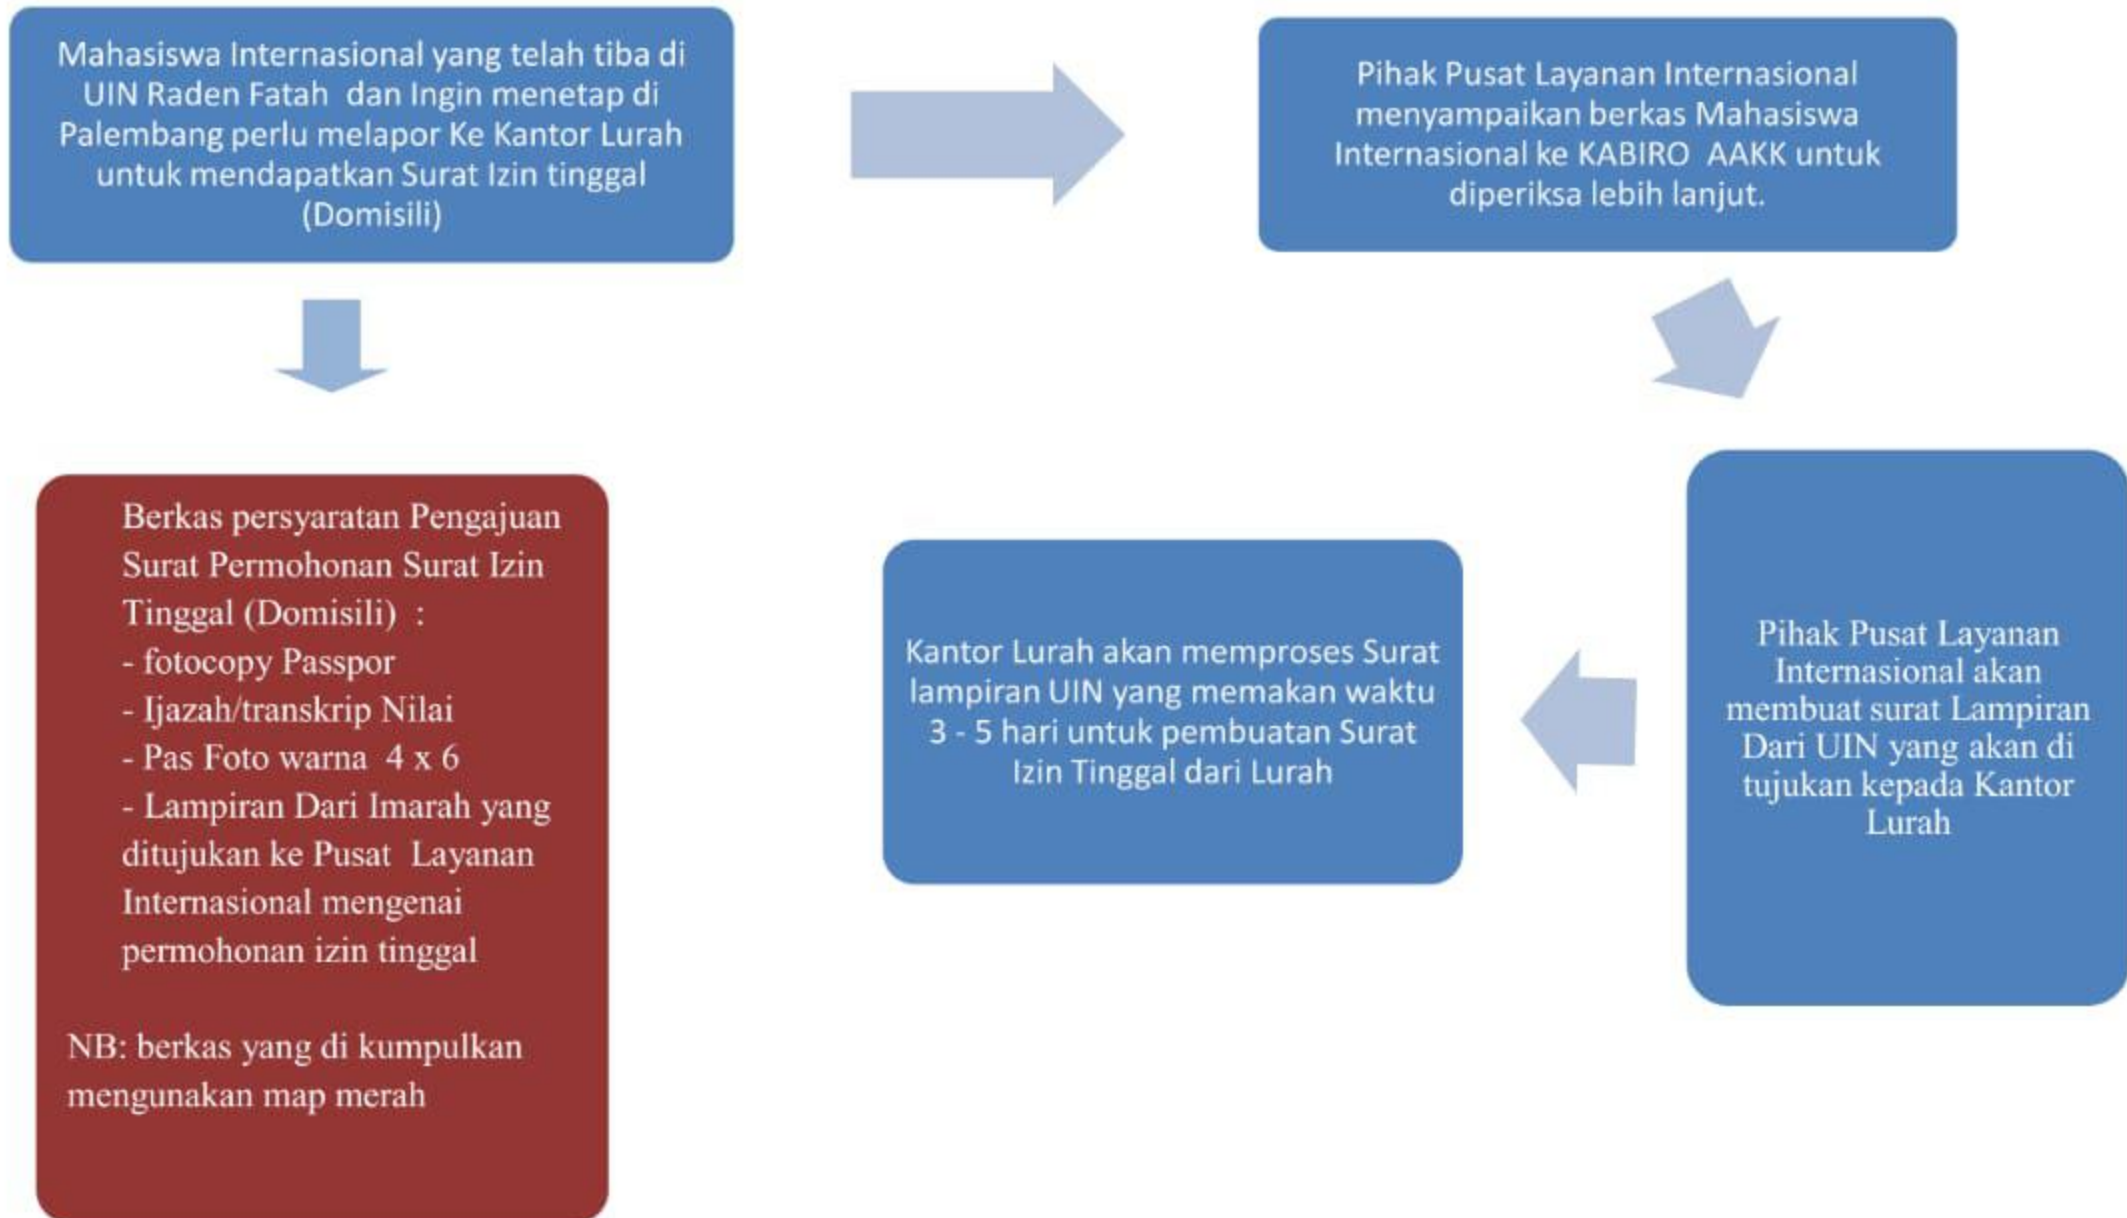 Mahasiswa Internasional yang telah tiba di
UIN Raden Fatah dan Ingin menetap di
Palembang perlu melapor Ke Kantor Lurah
untuk mendapatkan Surat Izin tinggal
(Domisili)
Pihak Pusat Layanan Internasional
menyampaikan berkas Mahasiswa
Internasional ke KABIRO AAKK untuk
diperiksa lebih lanjut.
Berkas persyaratan Pengajuan
Surat Permohonan Surat Izin
Tinggal (Domisili) :
- fotocopy Passpor
- Ijazah/transkrip Nilai
- Pas Foto warna 4 x 6
- Lampiran Dari Imarah yang
ditujukan ke Pusat Layanan
Internasional mengenai
permohonan izin tinggal
NB: berkas yang di kumpulkan
mengunakan map merah
Kantor Lurah akan memproses Surat
lampiran UIN yang memakan waktu
3 - 5 hari untuk pembuatan Surat
Izin Tinggal dari Lurah
Pihak Pusat Layanan
Internasional akan
membuat surat Lampiran
Dari UIN yang akan di
tujukan kepada Kantor
Lurah